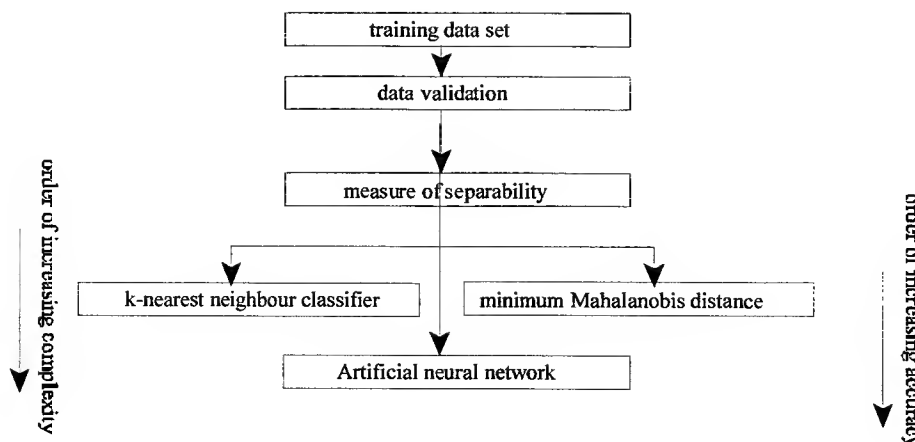 training data set
data validation
measure of separability
k-nearest neighbour classifier
minimum Mahalanobis distance
Artificial neural network
order of increasing complexity
order of increasing accuracy